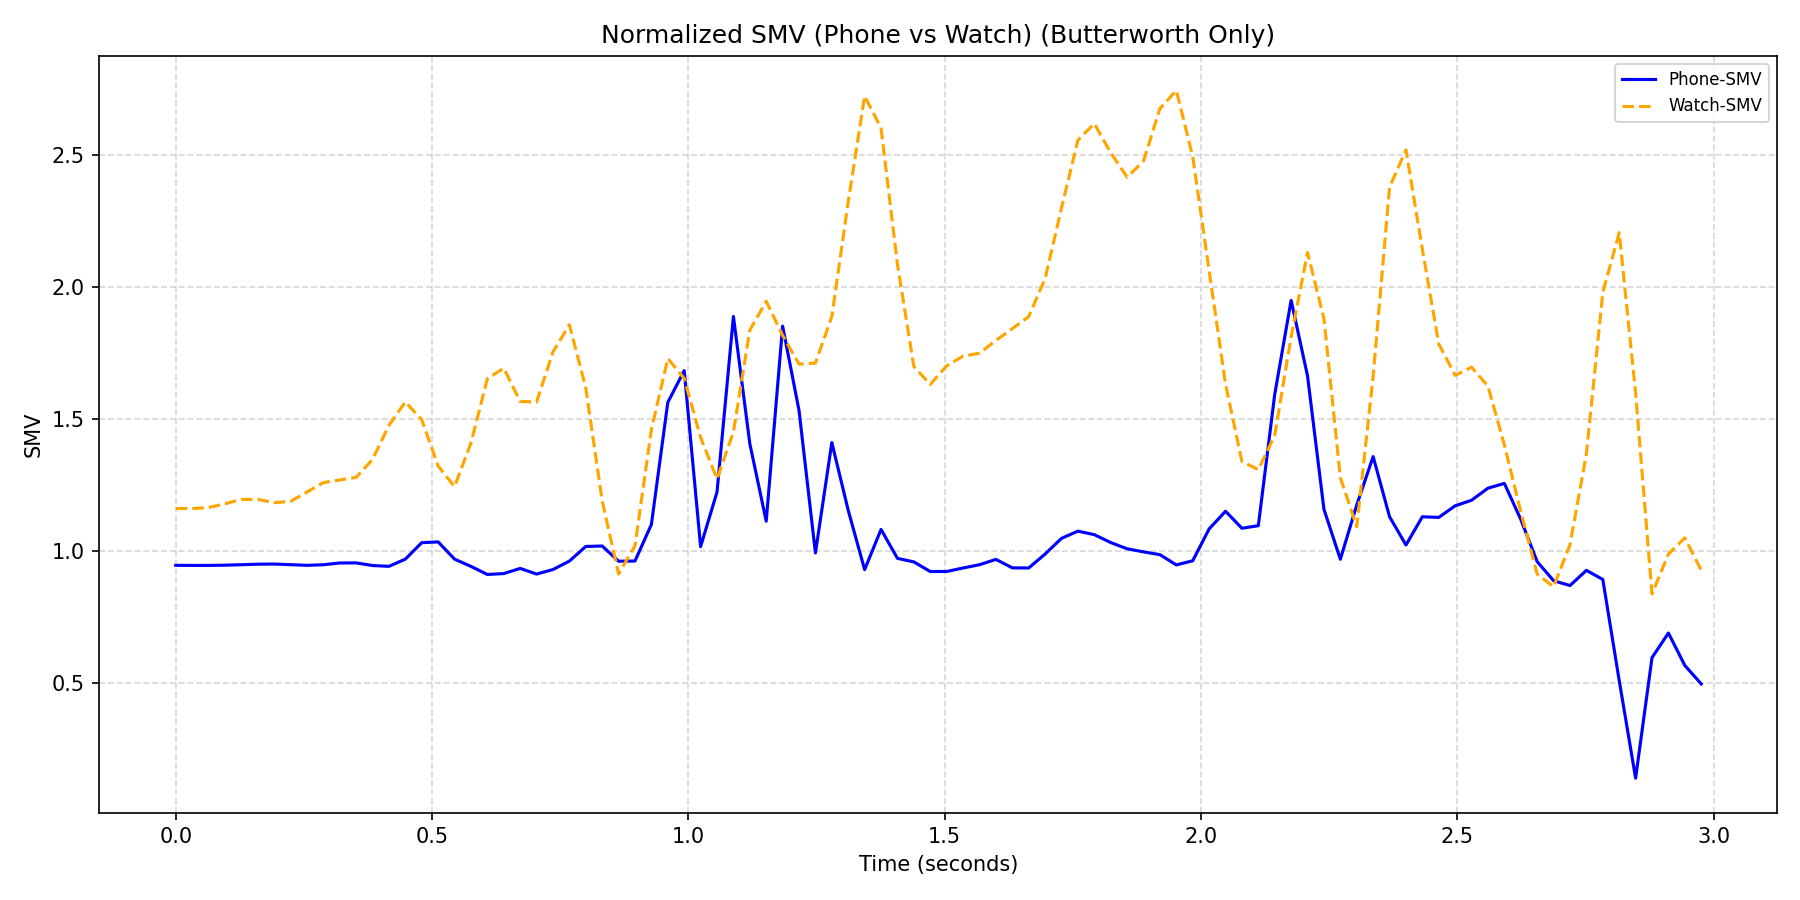 Normalized SMV (Phone vs Watch) (Butterworth Only)
Phone-SMV
Watch-SMV
2.5
2.0
1.5
1.0
0.5
SMV
0.0 0.5 1.0 1.5 2.0 2.5 3.0
Time (seconds)